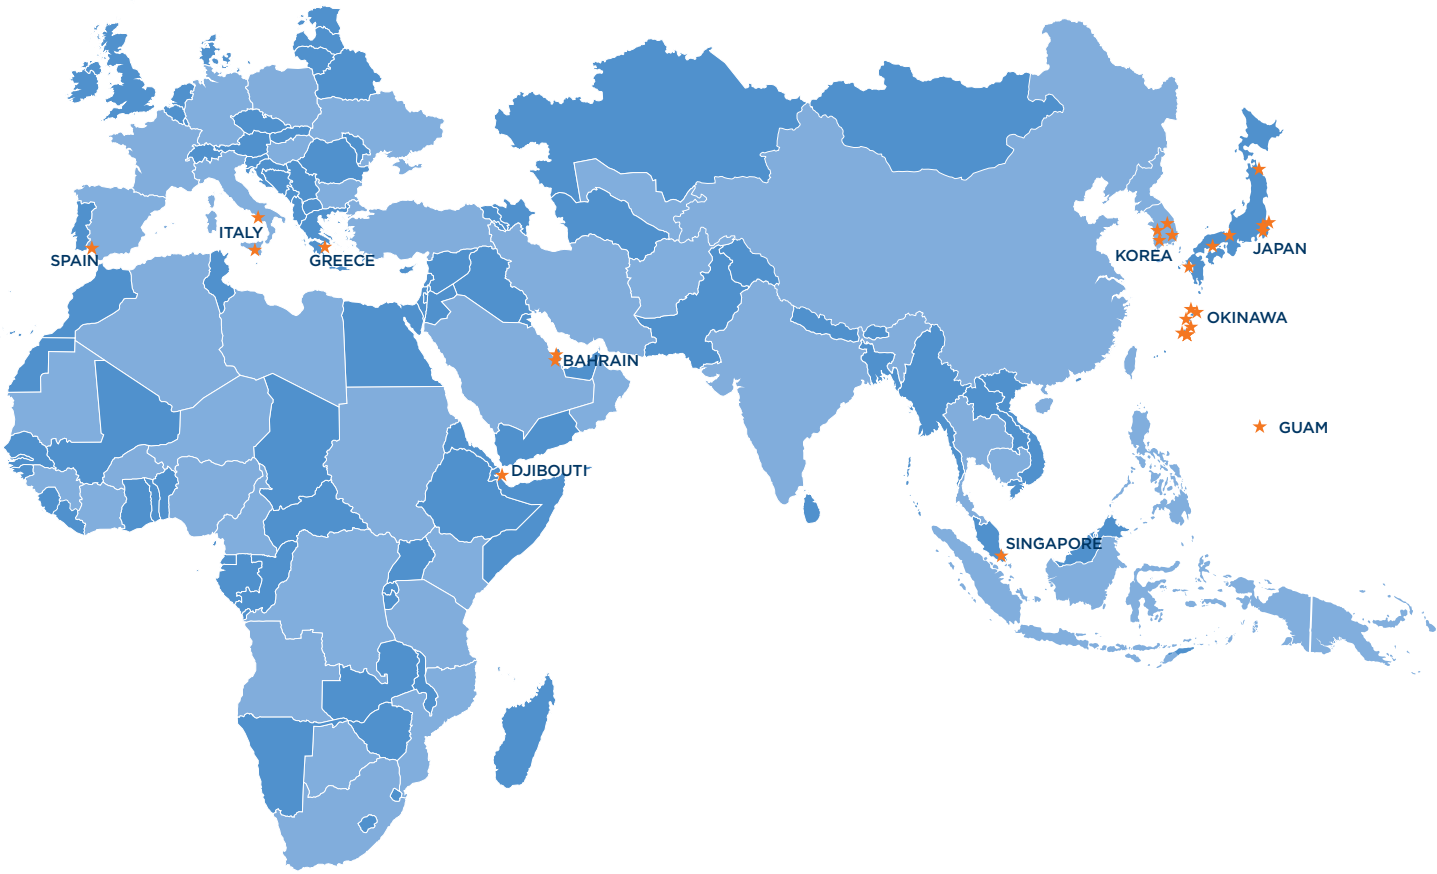 ITALY
SPAIN
GREECE
KOREA
JAPAN
OKINAWA
BAHRAIN
GUAM
DJIBOUTI
SINGAPORE